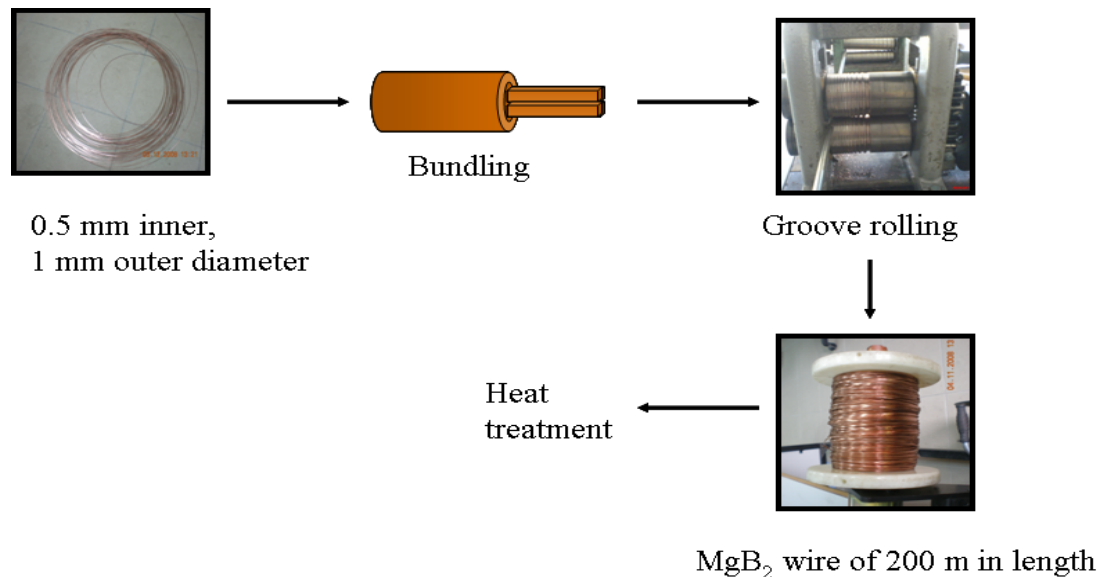 Bundling
0.5 mm inner,
1 mm outer diameter
Groove rolling
Heat
treatment
MgB₂ wire of 200 m in length